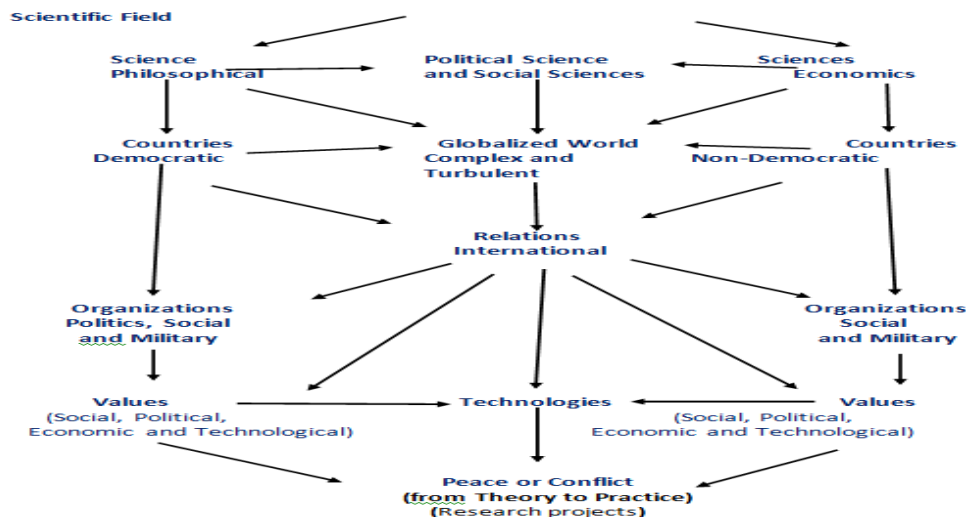 Scientific Field
Science
Philosophical
Political Science
and Social Sciences
Sciences
Economics
Countries
Democratic
Globalized World
Complex and
Turbulent
Countries
Non-Democratic
Relations
International
Organizations
Politics, Social
and Military
Organizations
Social
and Military
Values
(Social, Political,
Economic and Technological)
Technologies
Values
(Social, Political,
Economic and Technological)
Peace or Conflict
(from Theory to Practice)
(Research projects)